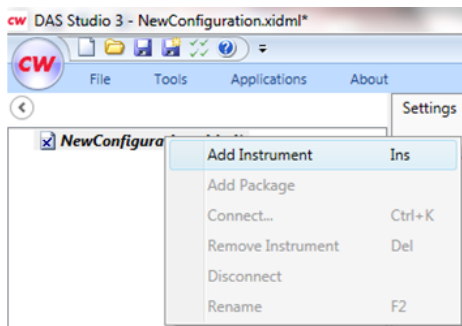 cw DAS Studio 3 - NewConfiguration.xidml*
cw
File Tools Applications About
Settings
Add Instrument Ins
Add Package
Connect... Ctrl+K
Remove Instrument Del
Disconnect
Rename F2